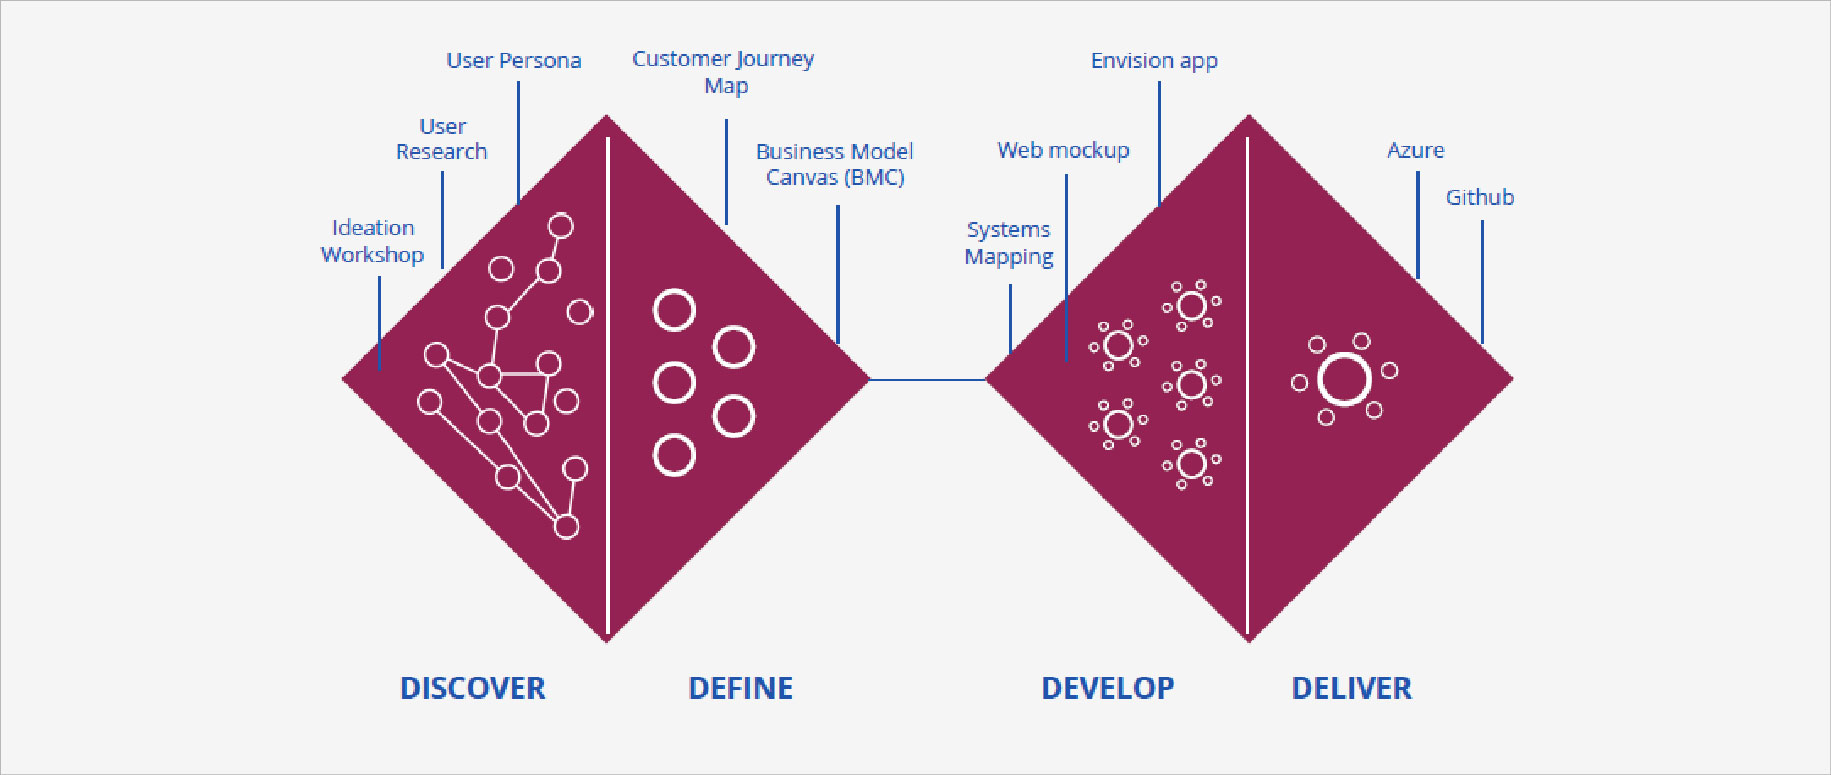 User Persona
Customer Journey
Map
Envision app
User
Research
Business Model
Canvas (BMC)
Web mockup
Azure
Github
Ideation
Workshop
Systems
Mapping
DISCOVER
DEFINE
DEVELOP
DELIVER